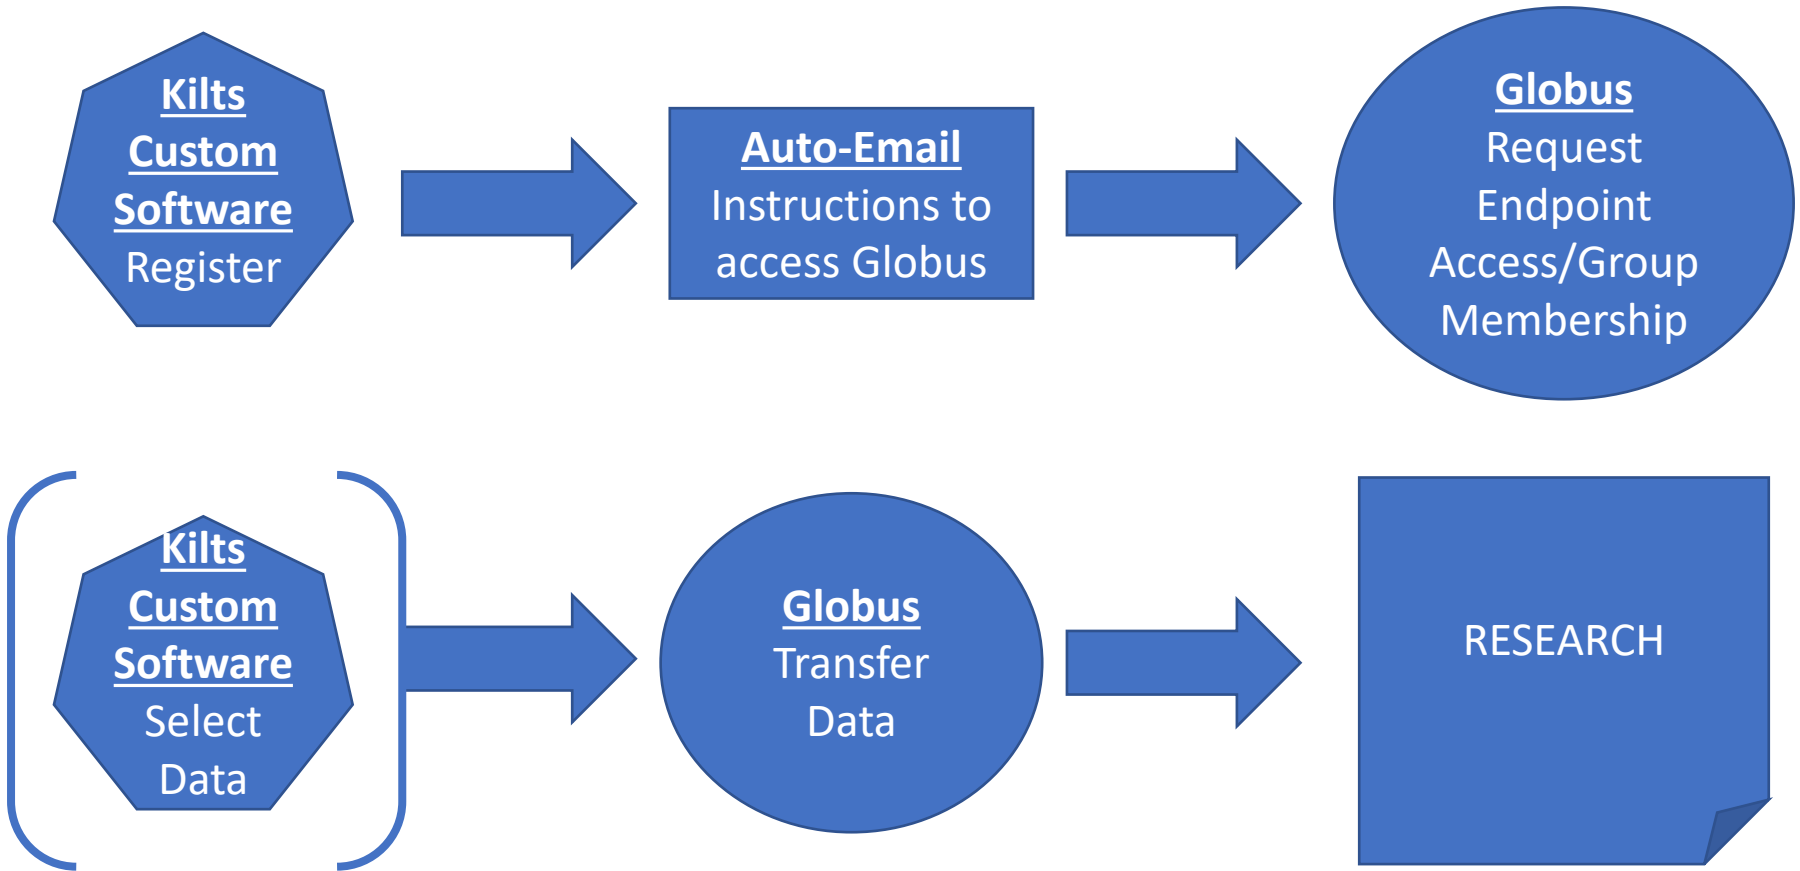 Kilts
Custom
Software
Register
Auto-Email
Instructions to
access Globus
Globus
Request
Endpoint
Access/Group
Membership
Kilts
Custom
Software
Select
Data
Globus
Transfer
Data
RESEARCH